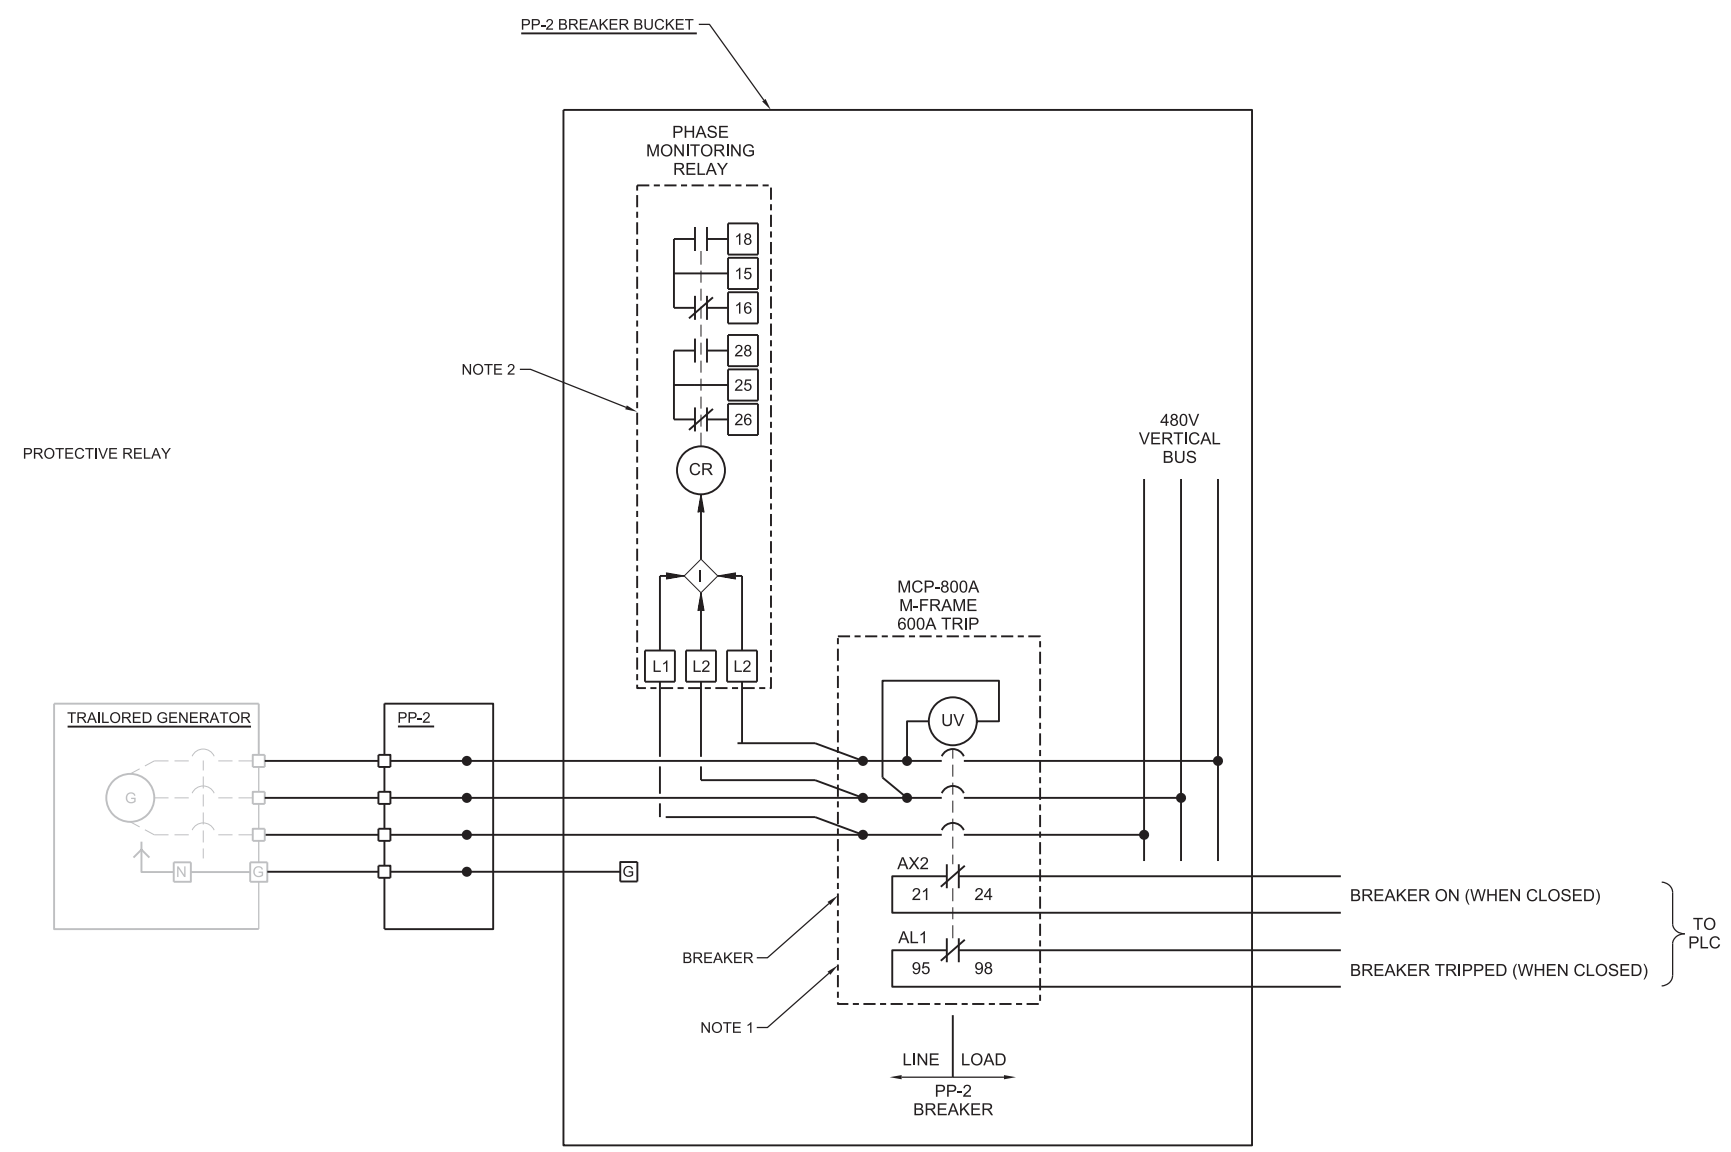 PP-2 BREAKER BUCKET
PHASE
MONITORING
RELAY
18
15
16
28
25
26
NOTE 2
PROTECTIVE RELAY
CR
480V
VERTICAL
BUS
I
MCP-800A
M-FRAME
600A TRIP
L1
L2
L2
TRAILORED GENERATOR
PP-2
UV
G
N
G
G
AX2
21
24
BREAKER ON (WHEN CLOSED)
AL1
95
98
BREAKER TRIPPED (WHEN CLOSED)
TO
PLC
BREAKER
NOTE 1
LINE
LOAD
PP-2
BREAKER